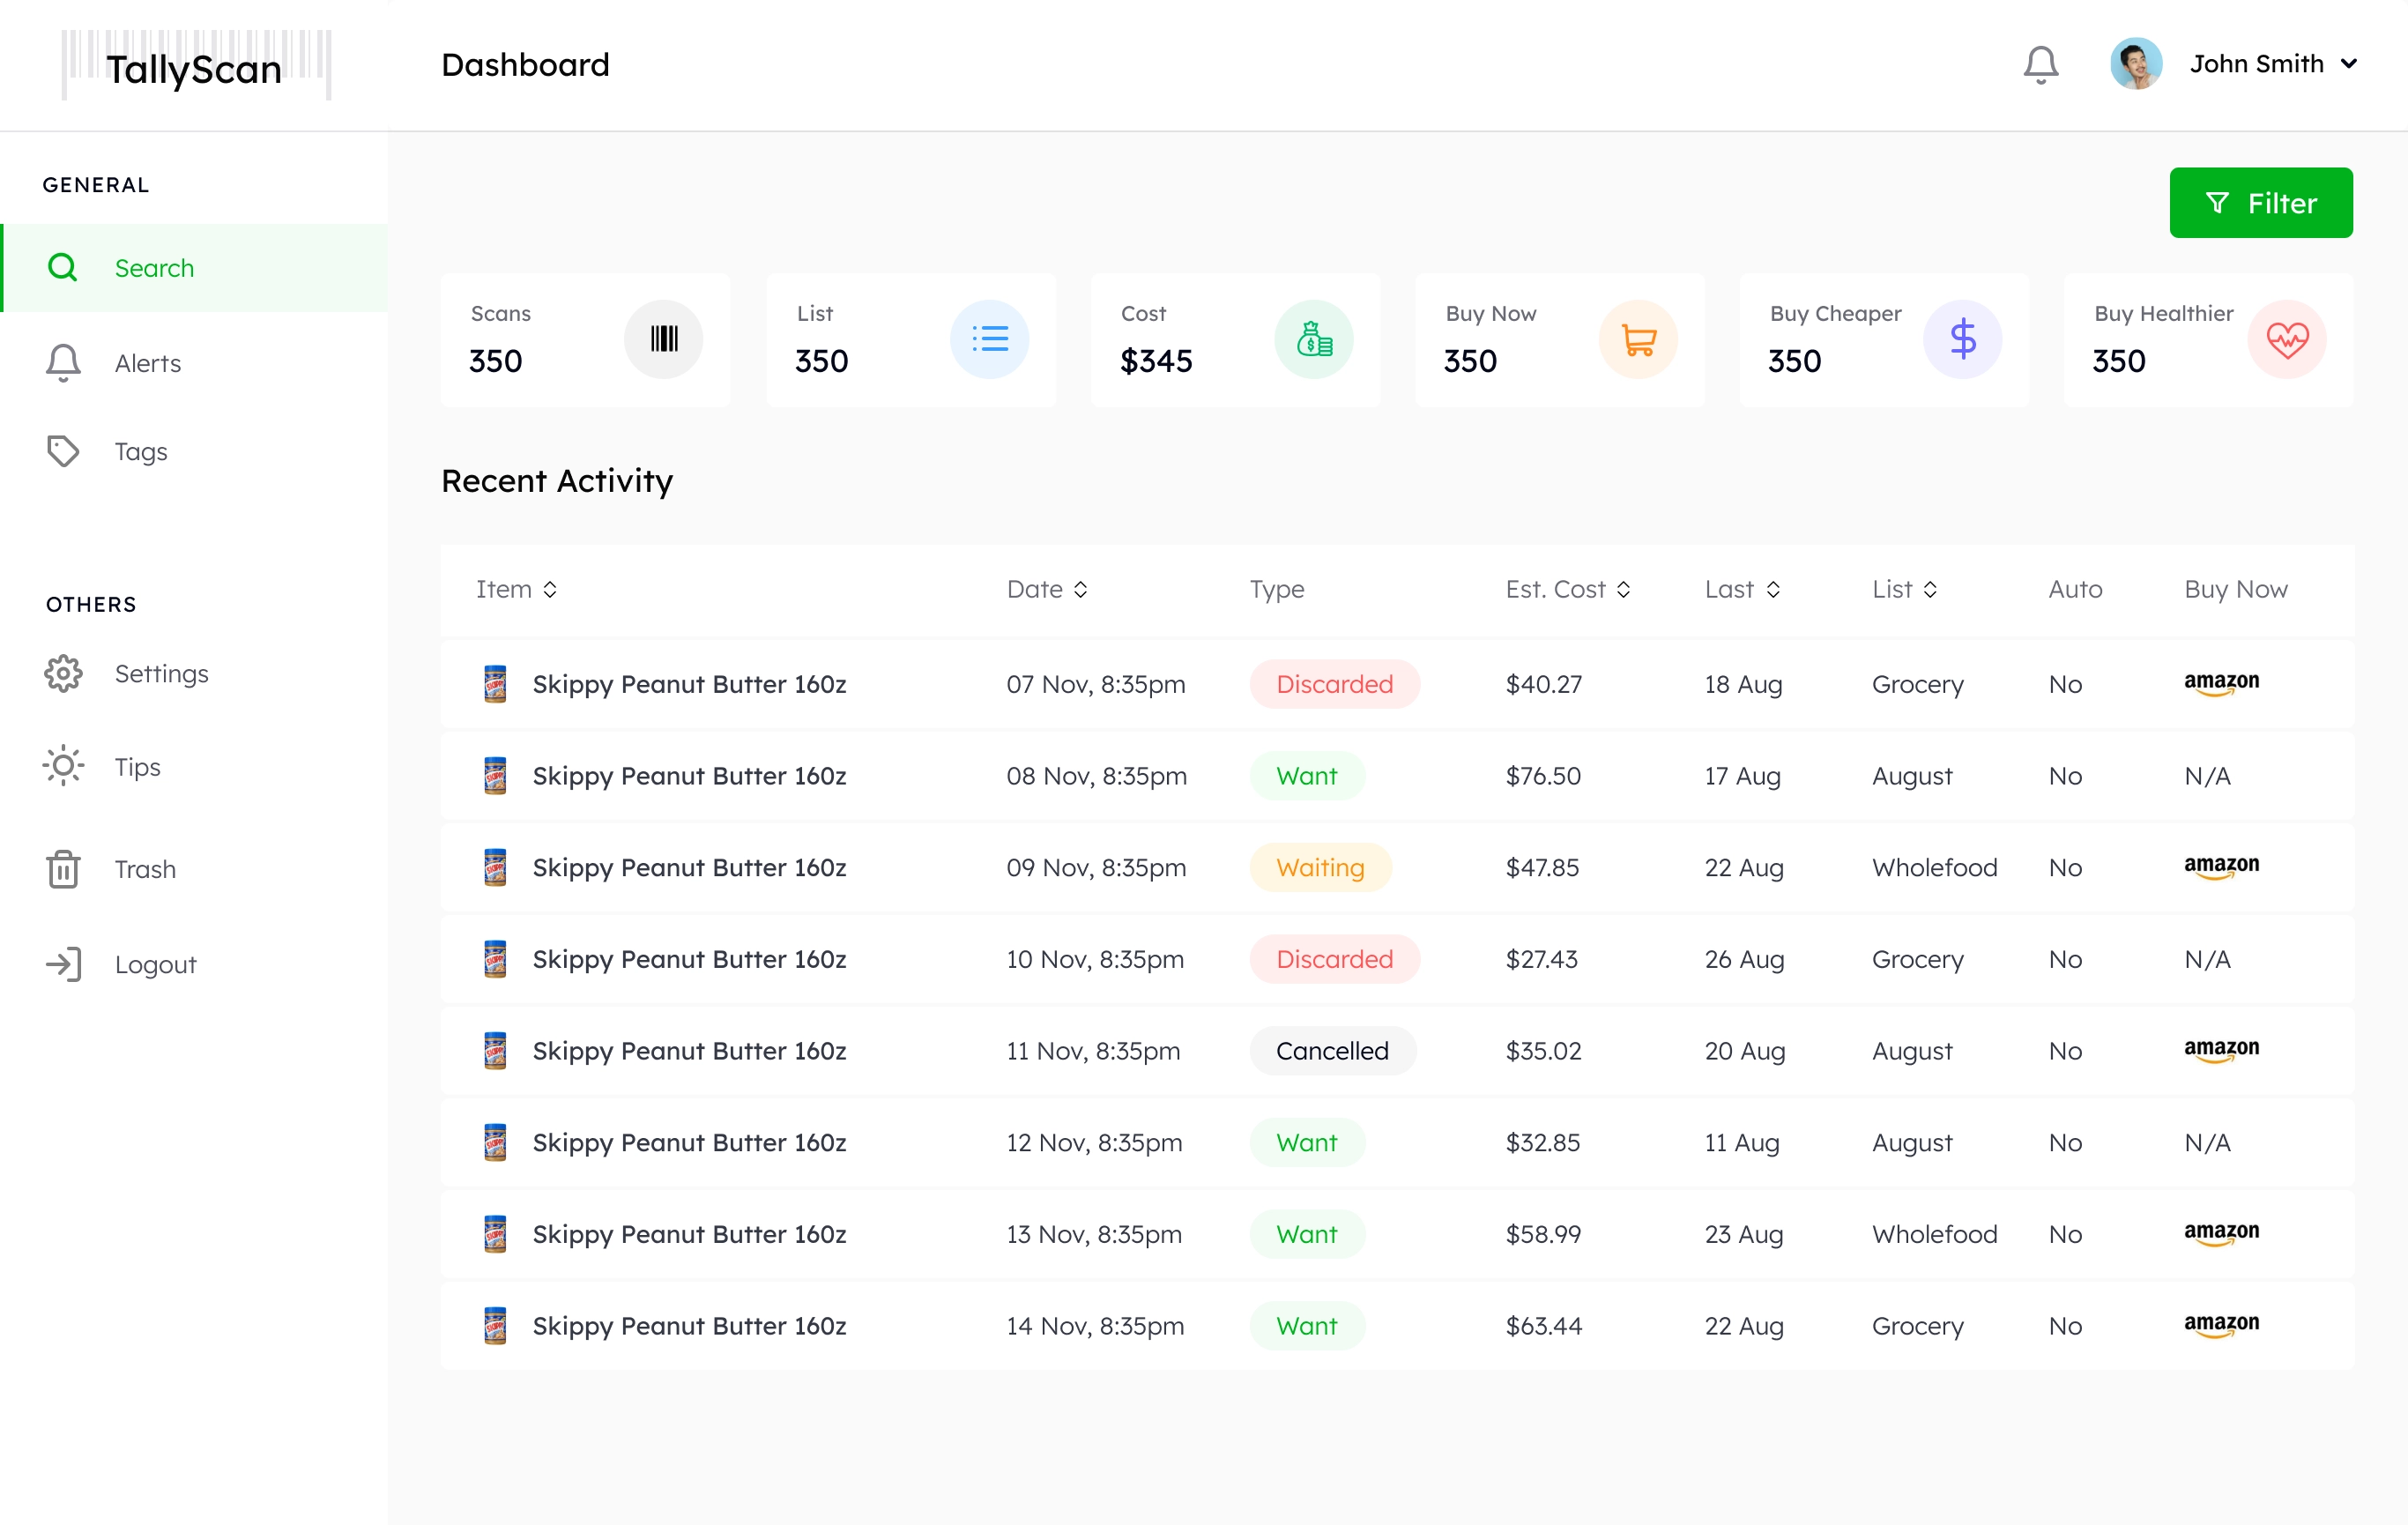 TallyScan
Dashboard
John Smith
GENERAL
Search
Alerts
Tags
OTHERS
Settings
Tips
Trash
Logout
Filter
Scans
350
List
350
Cost
$345
Buy Now
350
Buy Cheaper
350
Buy Healthier
350
Recent Activity
Item Date Type Est. Cost Last List Auto Buy Now
Skippy Peanut Butter 160z 07 Nov, 8:35pm Discarded $40.27 18 Aug Grocery No amazon
Skippy Peanut Butter 160z 08 Nov, 8:35pm Want $76.50 17 Aug August No N/A
Skippy Peanut Butter 160z 09 Nov, 8:35pm Waiting $47.85 22 Aug Wholefood No amazon
Skippy Peanut Butter 160z 10 Nov, 8:35pm Discarded $27.43 26 Aug Grocery No N/A
Skippy Peanut Butter 160z 11 Nov, 8:35pm Cancelled $35.02 20 Aug August No amazon
Skippy Peanut Butter 160z 12 Nov, 8:35pm Want $32.85 11 Aug August No N/A
Skippy Peanut Butter 160z 13 Nov, 8:35pm Want $58.99 23 Aug Wholefood No amazon
Skippy Peanut Butter 160z 14 Nov, 8:35pm Want $63.44 22 Aug Grocery No amazon